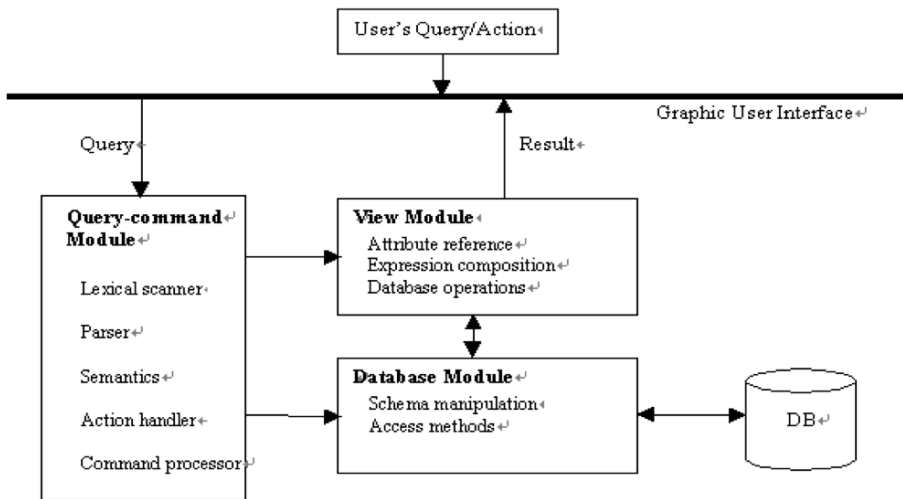 User's Query/Action
Graphic User Interface
Query
Result
Query-command
Module
Lexical scanner
Parser
Semantics
Action handler
Command processor
View Module
Attribute reference
Expression composition
Database operations
Database Module
Schema manipulation
Access methods
DB